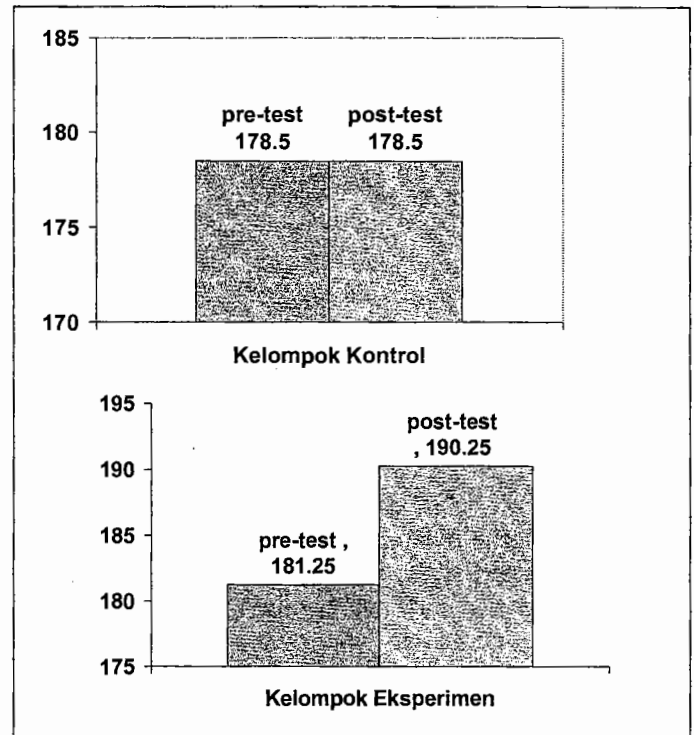 185
180
175
170
pre-test
178.5
post-test
178.5
Kelompok Kontrol
195
190
185
180
175
pre-test ,
181.25
post-test
, 190.25
Kelompok Eksperimen